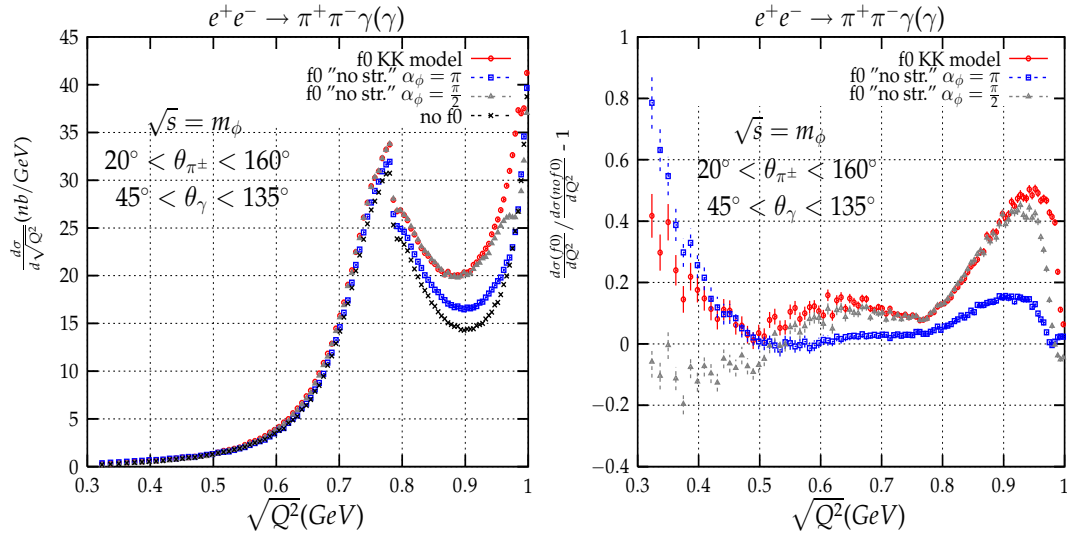 e⁺e⁻ → π⁺π⁻γ(γ)
45
40
35
30
25
20
15
10
5
0
dσ/d√Q² (nb/GeV)
f0 KK model
f0 "no str." α_ϕ = π
f0 "no str." α_ϕ = π/2
no f0
√s = m_ϕ
20° < θ_π± < 160°
45° < θ_γ < 135°
0.3 0.4 0.5 0.6 0.7 0.8 0.9 1
√Q² (GeV)
e⁺e⁻ → π⁺π⁻γ(γ)
1
0.8
0.6
0.4
0.2
0
−0.2
−0.4
dσ(f0)/dQ² / dσ(no f0)/dQ² - 1
f0 KK model
f0 "no str." α_ϕ = π
f0 "no str." α_ϕ = π/2
√s = m_ϕ
20° < θ_π± < 160°
45° < θ_γ < 135°
0.3 0.4 0.5 0.6 0.7 0.8 0.9 1
√Q² (GeV)